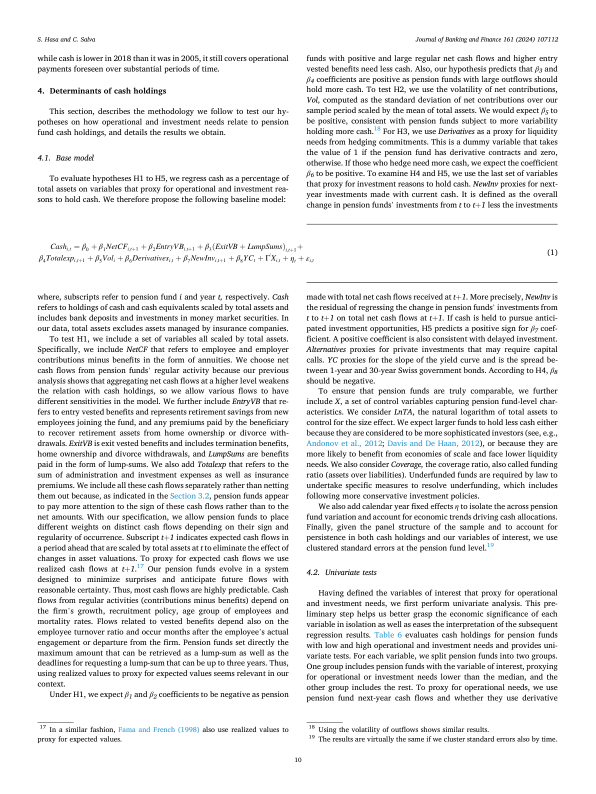 S. Hasa and C. Salva
Journal of Banking and Finance 161 (2024) 107112
while cash is lower in 2018 than it was in 2005, it still covers operational
payments foreseen over substantial periods of time.
4. Determinants of cash holdings
This section, describes the methodology we follow to test our hy-
potheses on how operational and investment needs relate to pension
fund cash holdings, and details the results we obtain.
4.1. Base model
To evaluate hypotheses H1 to H5, we regress cash as a percentage of
total assets on variables that proxy for operational and investment rea-
sons to hold cash. We therefore propose the following baseline model:
funds with positive and large regular net cash flows and higher entry
vested benefits need less cash. Also, our hypothesis predicts that β3 and
β4 coefficients are positive as pension funds with large outflows should
hold more cash. To test H2, we use the volatility of net contributions,
Vol, computed as the standard deviation of net contributions over our
sample period scaled by the mean of total assets. We would expect β5 to
be positive, consistent with pension funds subject to more variability
holding more cash.18 For H3, we use Derivatives as a proxy for liquidity
needs from hedging commitments. This is a dummy variable that takes
the value of 1 if the pension fund has derivative contracts and zero,
otherwise. If those who hedge need more cash, we expect the coefficient
β6 to be positive. To examine H4 and H5, we use the last set of variables
that proxy for investment reasons to hold cash. NewInv proxies for next-
year investments made with current cash. It is defined as the overall
change in pension funds' investments from t to t+1 less the investments
Cashi,t = β0 + β1NetCFi,t+1 + β2EntryVBi,t+1 + β3(ExitVB + LumpSums)i,t+1 +
β4Totalexpi,t+1 + β5Voli + β6Derivativesi,t + β7NewInvi,t+1 + β8YCt + Γ′Xi,t + ηt + εi,t
(1)
where, subscripts refer to pension fund i and year t, respectively. Cash
refers to holdings of cash and cash equivalents scaled by total assets and
includes bank deposits and investments in money market securities. In
our data, total assets excludes assets managed by insurance companies.
To test H1, we include a set of variables all scaled by total assets.
Specifically, we include NetCF that refers to employee and employer
contributions minus benefits in the form of annuities. We choose net
cash flows from pension funds' regular activity because our previous
analysis shows that aggregating net cash flows at a higher level weakens
the relation with cash holdings, so we allow various flows to have
different sensitivities in the model. We further include EntryVB that re-
fers to entry vested benefits and represents retirement savings from new
employees joining the fund, and any premiums paid by the beneficiary
to recover retirement assets from home ownership or divorce with-
drawals. ExitVB is exit vested benefits and includes termination benefits,
home ownership and divorce withdrawals, and LumpSums are benefits
paid in the form of lump-sums. We also add Totalexp that refers to the
sum of administration and investment expenses as well as insurance
premiums. We include all these cash flows separately rather than netting
them out because, as indicated in the Section 3.2, pension funds appear
to pay more attention to the sign of these cash flows rather than to the
net amounts. With our specification, we allow pension funds to place
different weights on distinct cash flows depending on their sign and
regularity of occurrence. Subscript t+1 indicates expected cash flows in
a period ahead that are scaled by total assets at t to eliminate the effect of
changes in asset valuations. To proxy for expected cash flows we use
realized cash flows at t+1.17 Our pension funds evolve in a system
designed to minimize surprises and anticipate future flows with
reasonable certainty. Thus, most cash flows are highly predictable. Cash
flows from regular activities (contributions minus benefits) depend on
the firm's growth, recruitment policy, age group of employees and
mortality rates. Flows related to vested benefits depend also on the
employee turnover ratio and occur months after the employee's actual
engagement or departure from the firm. Pension funds set directly the
maximum amount that can be retrieved as a lump-sum as well as the
deadlines for requesting a lump-sum that can be up to three years. Thus,
using realized values to proxy for expected values seems relevant in our
context.
Under H1, we expect β1 and β2 coefficients to be negative as pension
made with total net cash flows received at t+1. More precisely, NewInv is
the residual of regressing the change in pension funds' investments from
t to t+1 on total net cash flows at t+1. If cash is held to pursue antici-
pated investment opportunities, H5 predicts a positive sign for β7 coef-
ficient. A positive coefficient is also consistent with delayed investment.
Alternatives proxies for private investments that may require capital
calls. YC proxies for the slope of the yield curve and is the spread be-
tween 1-year and 30-year Swiss government bonds. According to H4, β8
should be negative.
To ensure that pension funds are truly comparable, we further
include X, a set of control variables capturing pension fund-level char-
acteristics. We consider LnTA, the natural logarithm of total assets to
control for the size effect. We expect larger funds to hold less cash either
because they are considered to be more sophisticated investors (see, e.g.,
Andonov et al., 2012; Davis and De Haan, 2012), or because they are
more likely to benefit from economies of scale and face lower liquidity
needs. We also consider Coverage, the coverage ratio, also called funding
ratio (assets over liabilities). Underfunded funds are required by law to
undertake specific measures to resolve underfunding, which includes
following more conservative investment policies.
We also add calendar year fixed effects η to isolate the across pension
fund variation and account for economic trends driving cash allocations.
Finally, given the panel structure of the sample and to account for
persistence in both cash holdings and our variables of interest, we use
clustered standard errors at the pension fund level.19
4.2. Univariate tests
Having defined the variables of interest that proxy for operational
and investment needs, we first perform univariate analysis. This pre-
liminary step helps us better grasp the economic significance of each
variable in isolation as well as eases the interpretation of the subsequent
regression results. Table 6 evaluates cash holdings for pension funds
with low and high operational and investment needs and provides uni-
variate tests. For each variable, we split pension funds into two groups.
One group includes pension funds with the variable of interest, proxying
for operational or investment needs lower than the median, and the
other group includes the rest. To proxy for operational needs, we use
pension fund next-year cash flows and whether they use derivative
17 In a similar fashion, Fama and French (1998) also use realized values to
proxy for expected values.
18 Using the volatility of outflows shows similar results.
19 The results are virtually the same if we cluster standard errors also by time.
10